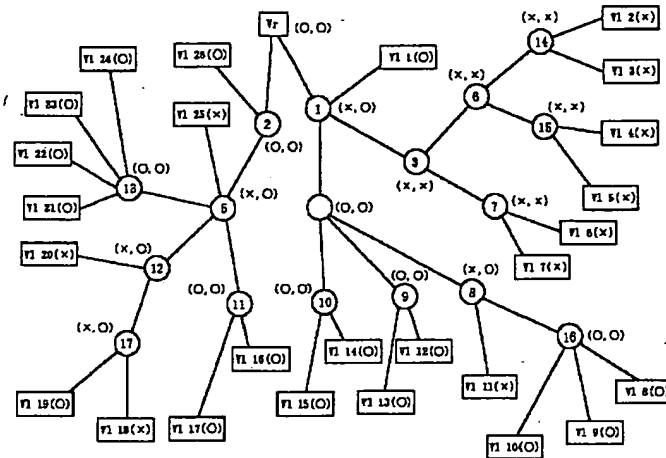 Vr
(O, O)
Vl 24(O)
Vl 26(O)
Vl 1(O)
(x, x)
14
Vl 2(x)
Vl 3(x)
Vl 23(O)
Vl 25(x)
2
(O, O)
1
(x, O)
(x, x)
6
(x, x)
15
Vl 4(x)
Vl 22(O)
(O, O)
13
3
(x, x)
Vl 5(x)
Vl 21(O)
5
(x, O)
(O, O)
7
(x, x)
Vl 6(x)
Vl 7(x)
Vl 20(x)
(x, O)
12
(O, O)
11
(O, O)
10
(O, O)
9
(x, O)
8
(x, O)
17
Vl 16(O)
Vl 14(O)
Vl 12(O)
16
(O, O)
Vl 19(O)
Vl 18(x)
Vl 17(O)
Vl 15(O)
Vl 13(O)
Vl 11(x)
Vl 8(O)
Vl 10(O)
Vl 9(O)